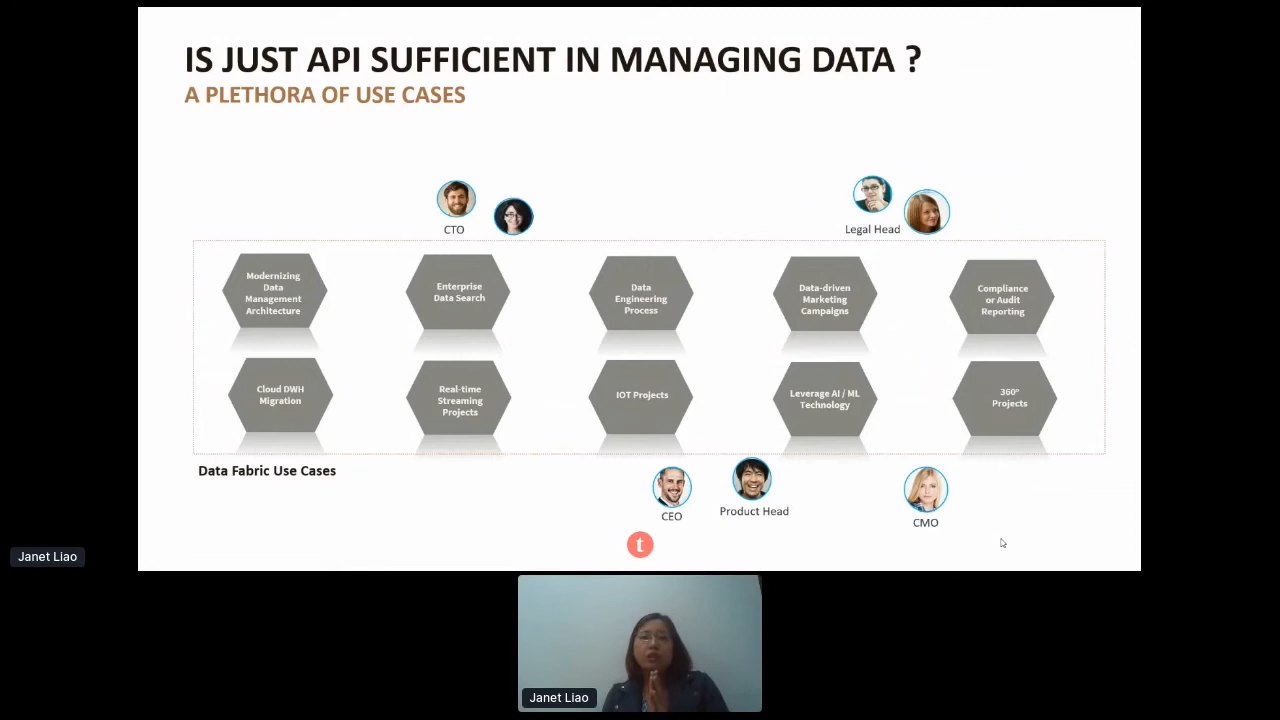 IS JUST API SUFFICIENT IN MANAGING DATA ?
A PLETHORA OF USE CASES
CTO
Legal Head
Modernizing
Data
Management
Architecture
Enterprise
Data Search
Data
Engineering
Process
Data-driven
Marketing
Campaigns
Compliance
or Audit
Reporting
Cloud DWH
Migration
Real-time
Streaming
Projects
IOT Projects
Leverage AI / ML
Technology
360°
Projects
Data Fabric Use Cases
CEO
Product Head
CMO
t
Janet Liao
Janet Liao